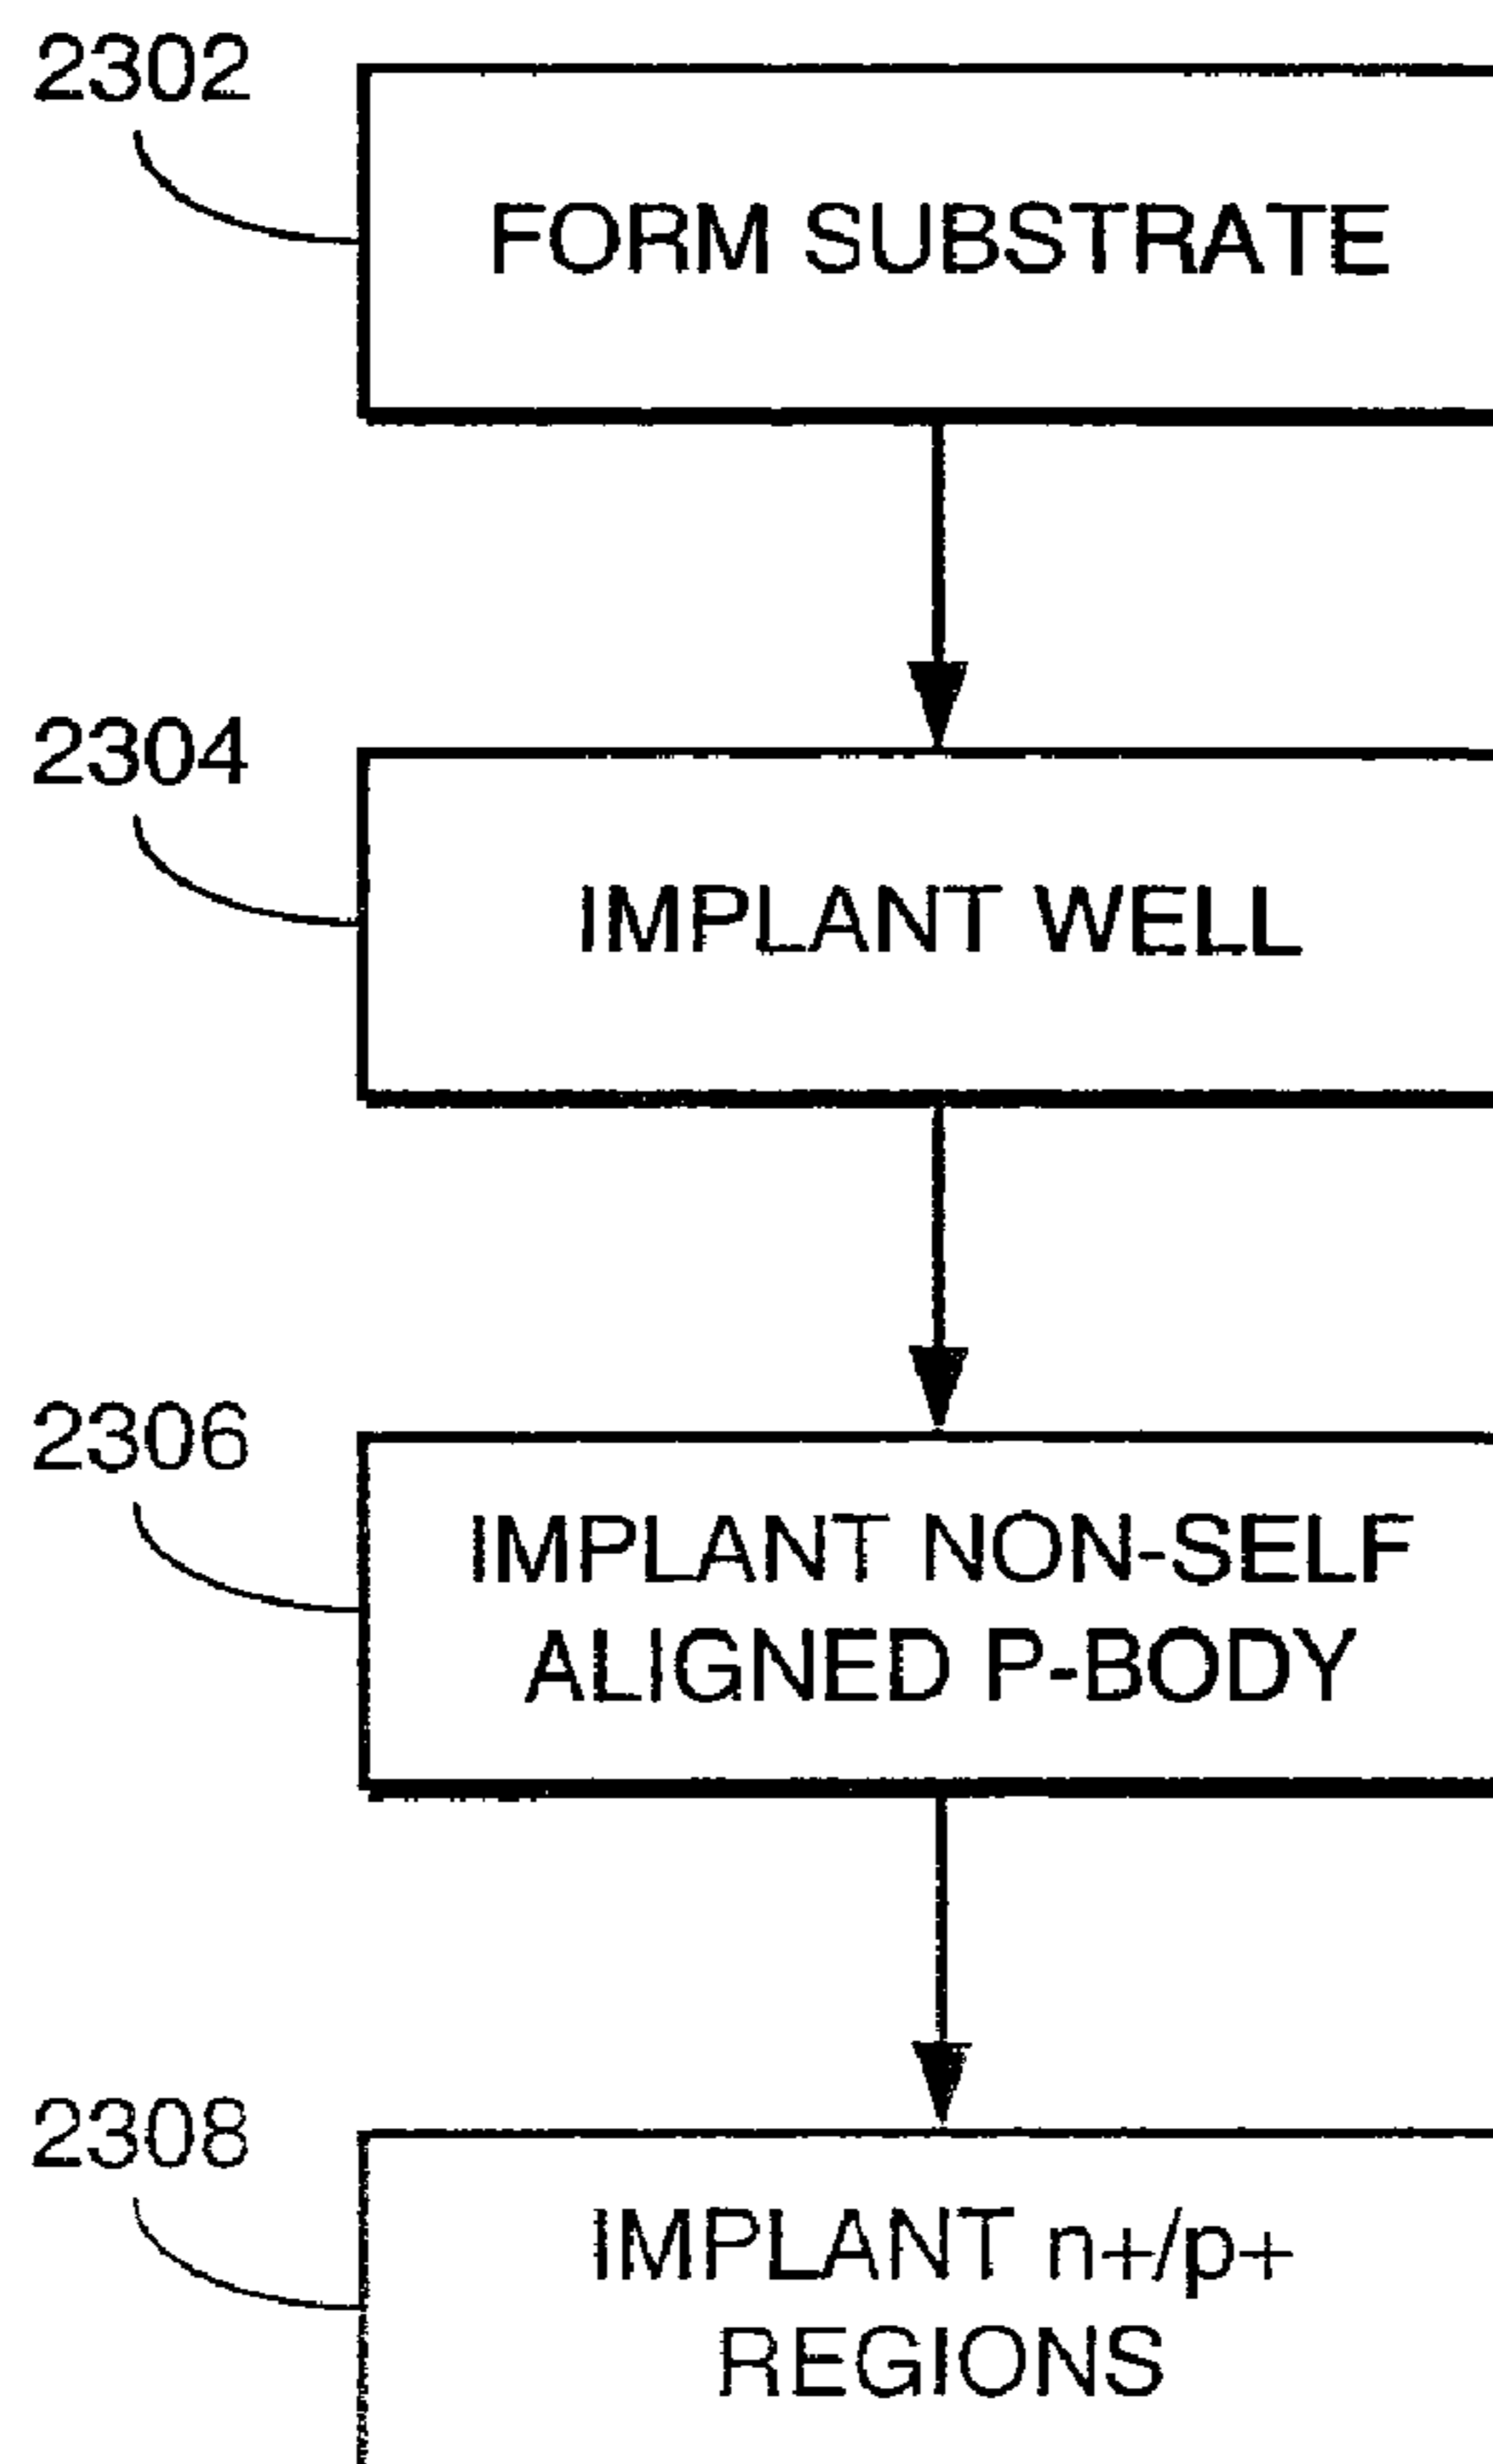 2302
FORM SUBSTRATE
2304
IMPLANT WELL
2306
IMPLANT NON-SELF
ALIGNED P-BODY
2308
IMPLANT n+/p+
REGIONS